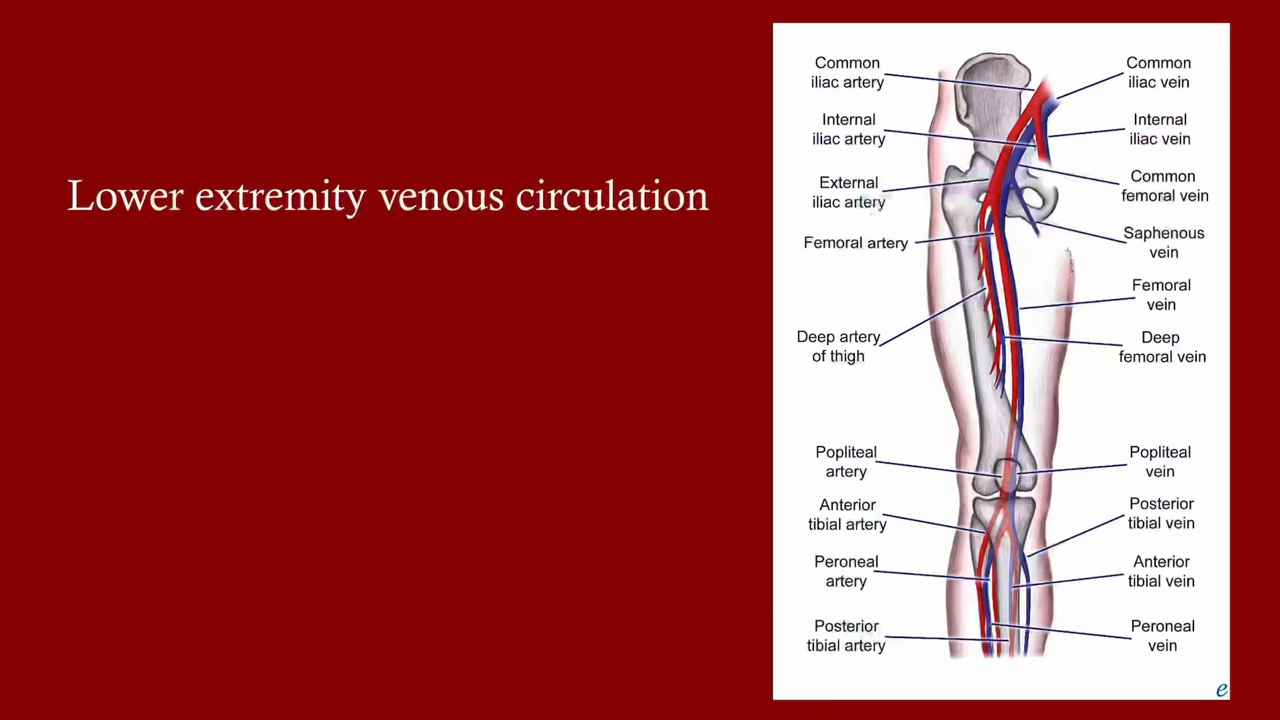 Lower extremity venous circulation
Common
iliac artery
Internal
iliac artery
External
iliac artery
Femoral artery
Deep artery
of thigh
Popliteal
artery
Anterior
tibial artery
Peroneal
artery
Posterior
tibial artery
Common
iliac vein
Internal
iliac vein
Common
femoral vein
Saphenous
vein
Femoral
vein
Deep
femoral vein
Popliteal
vein
Posterior
tibial vein
Anterior
tibial vein
Peroneal
vein
e